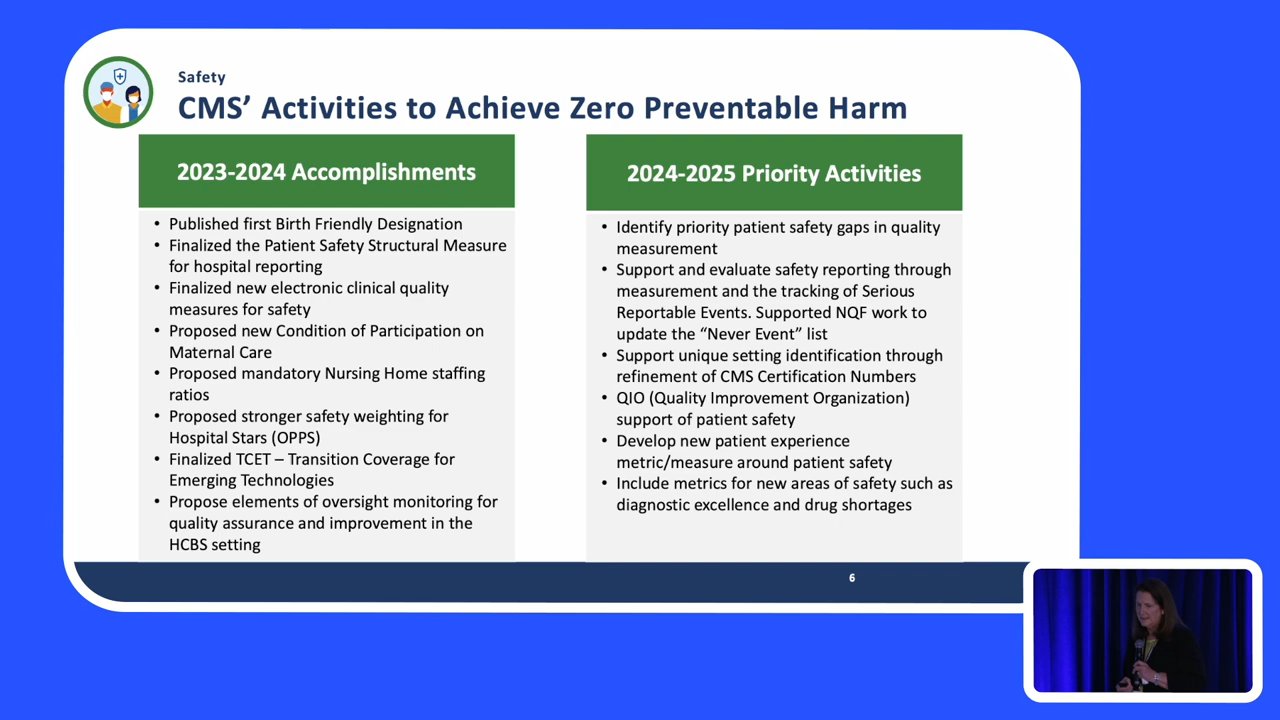 Safety
CMS’ Activities to Achieve Zero Preventable Harm
2023-2024 Accomplishments
• Published first Birth Friendly Designation
• Finalized the Patient Safety Structural Measure
for hospital reporting
• Finalized new electronic clinical quality
measures for safety
• Proposed new Condition of Participation on
Maternal Care
• Proposed mandatory Nursing Home staffing
ratios
• Proposed stronger safety weighting for
Hospital Stars (OPPS)
• Finalized TCET – Transition Coverage for
Emerging Technologies
• Propose elements of oversight monitoring for
quality assurance and improvement in the
HCBS setting
2024-2025 Priority Activities
• Identify priority patient safety gaps in quality
measurement
• Support and evaluate safety reporting through
measurement and the tracking of Serious
Reportable Events. Supported NQF work to
update the “Never Event” list
• Support unique setting identification through
refinement of CMS Certification Numbers
• QIO (Quality Improvement Organization)
support of patient safety
• Develop new patient experience
metric/measure around patient safety
• Include metrics for new areas of safety such as
diagnostic excellence and drug shortages
6